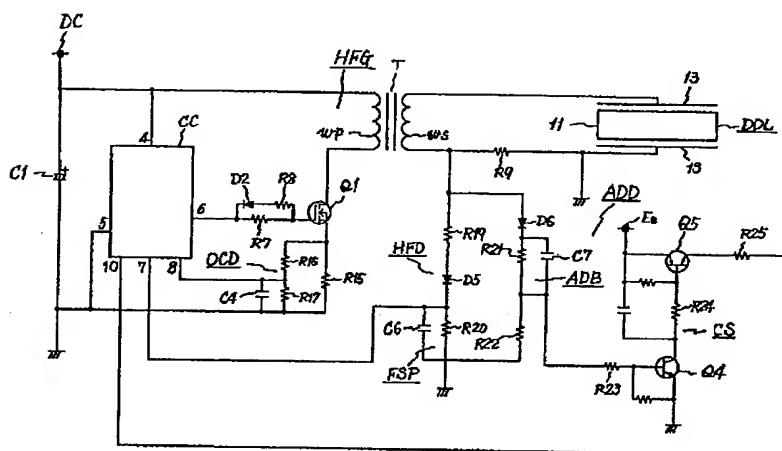 DC
HFG
T
13
4
CC
WP
WS
11
DDL
C1
13
D2
R8
Q1
R9
5
6
R7
D6
ADD
E2
Q5
R25
10
7
8
OCD
R16
R15
R19
R21
C7
HFD
D5
ADB
C4
R17
R24
C6
R20
R22
CS
FSP
R23
Q4